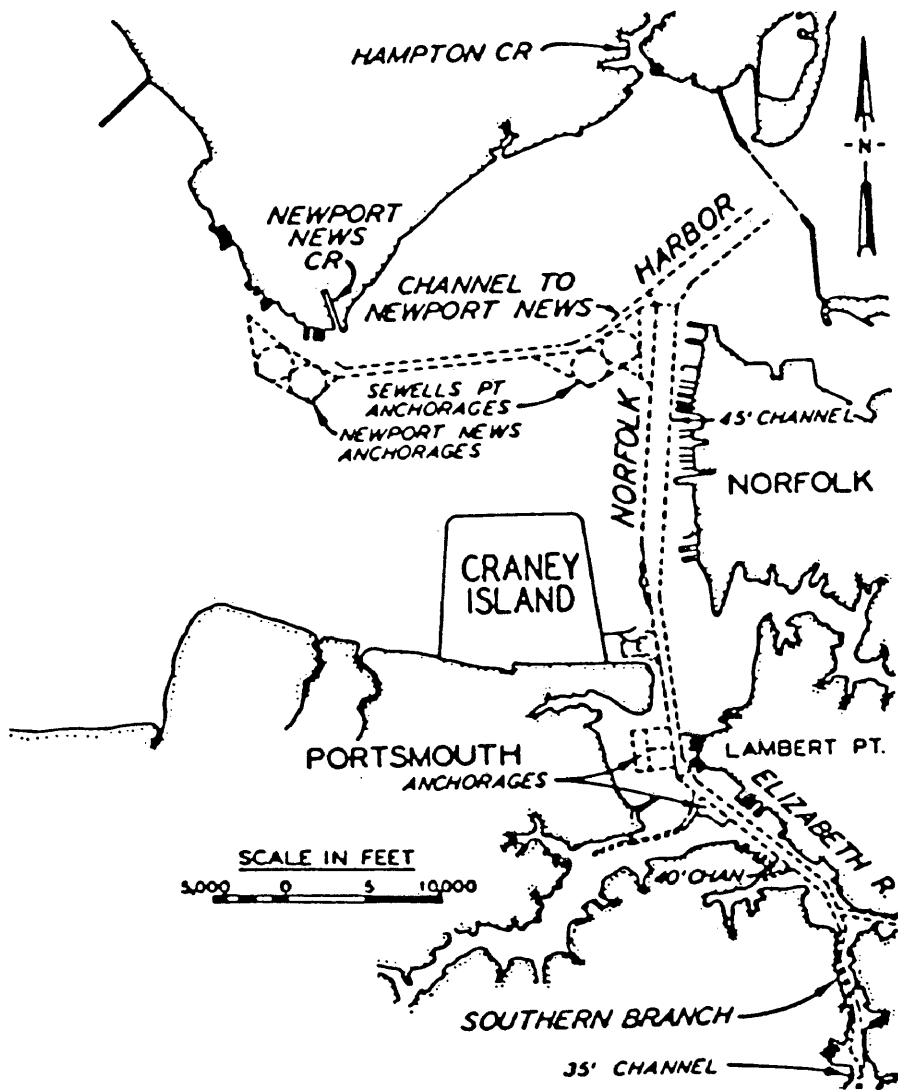 HAMPTON CR
N
NEWPORT
NEWS
CR
HARBOR
CHANNEL TO
NEWPORT NEWS
SEWELLS PT
ANCHORAGES
NEWPORT NEWS
ANCHORAGES
NORFOLK
45' CHANNEL
NORFOLK
CRANEY
ISLAND
PORTSMOUTH
ANCHORAGES
LAMBERT PT.
ELIZABETH R
SCALE IN FEET
5,000 0 5 10,000
40' CHAN
SOUTHERN BRANCH
35' CHANNEL